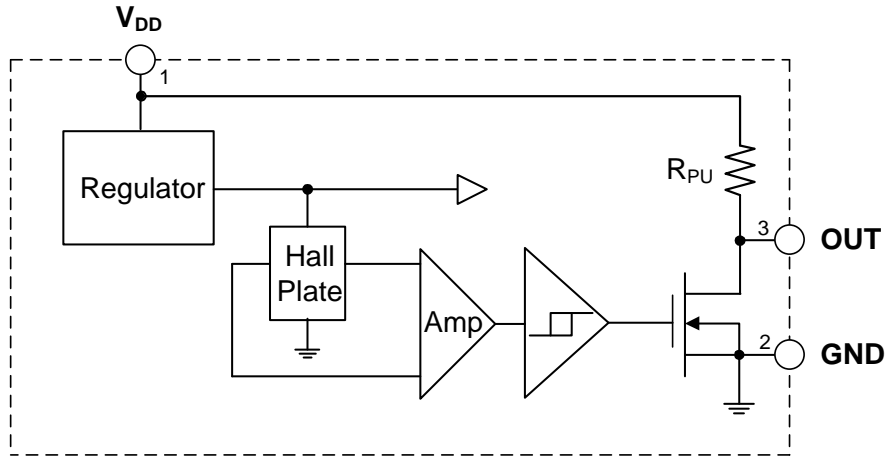 VDD
1
Regulator
RPU
Hall
Plate
3
OUT
Amp
2
GND